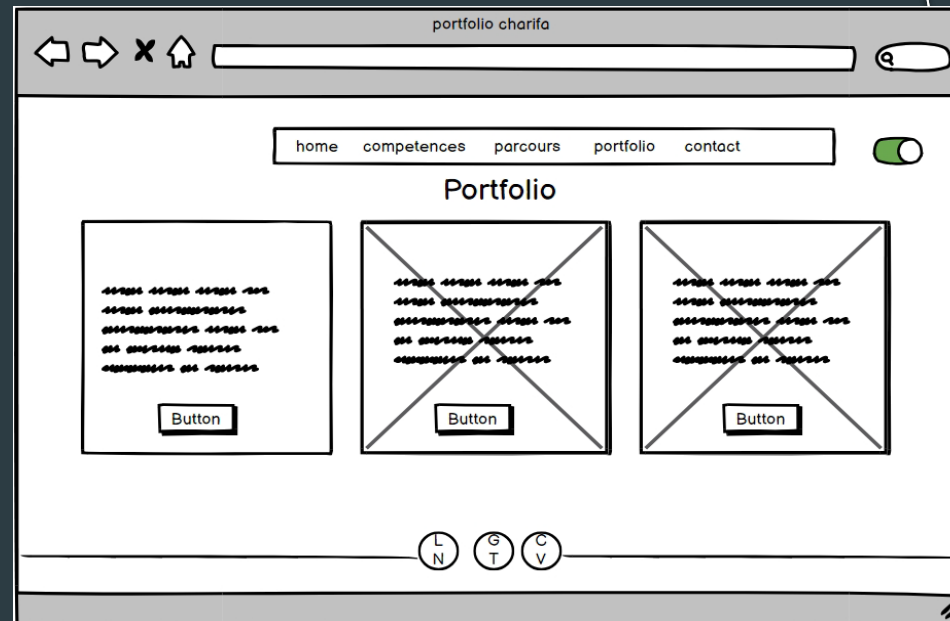 portfolio charifa
home competences parcours portfolio contact
Portfolio
Button Button Button
L N G T C V